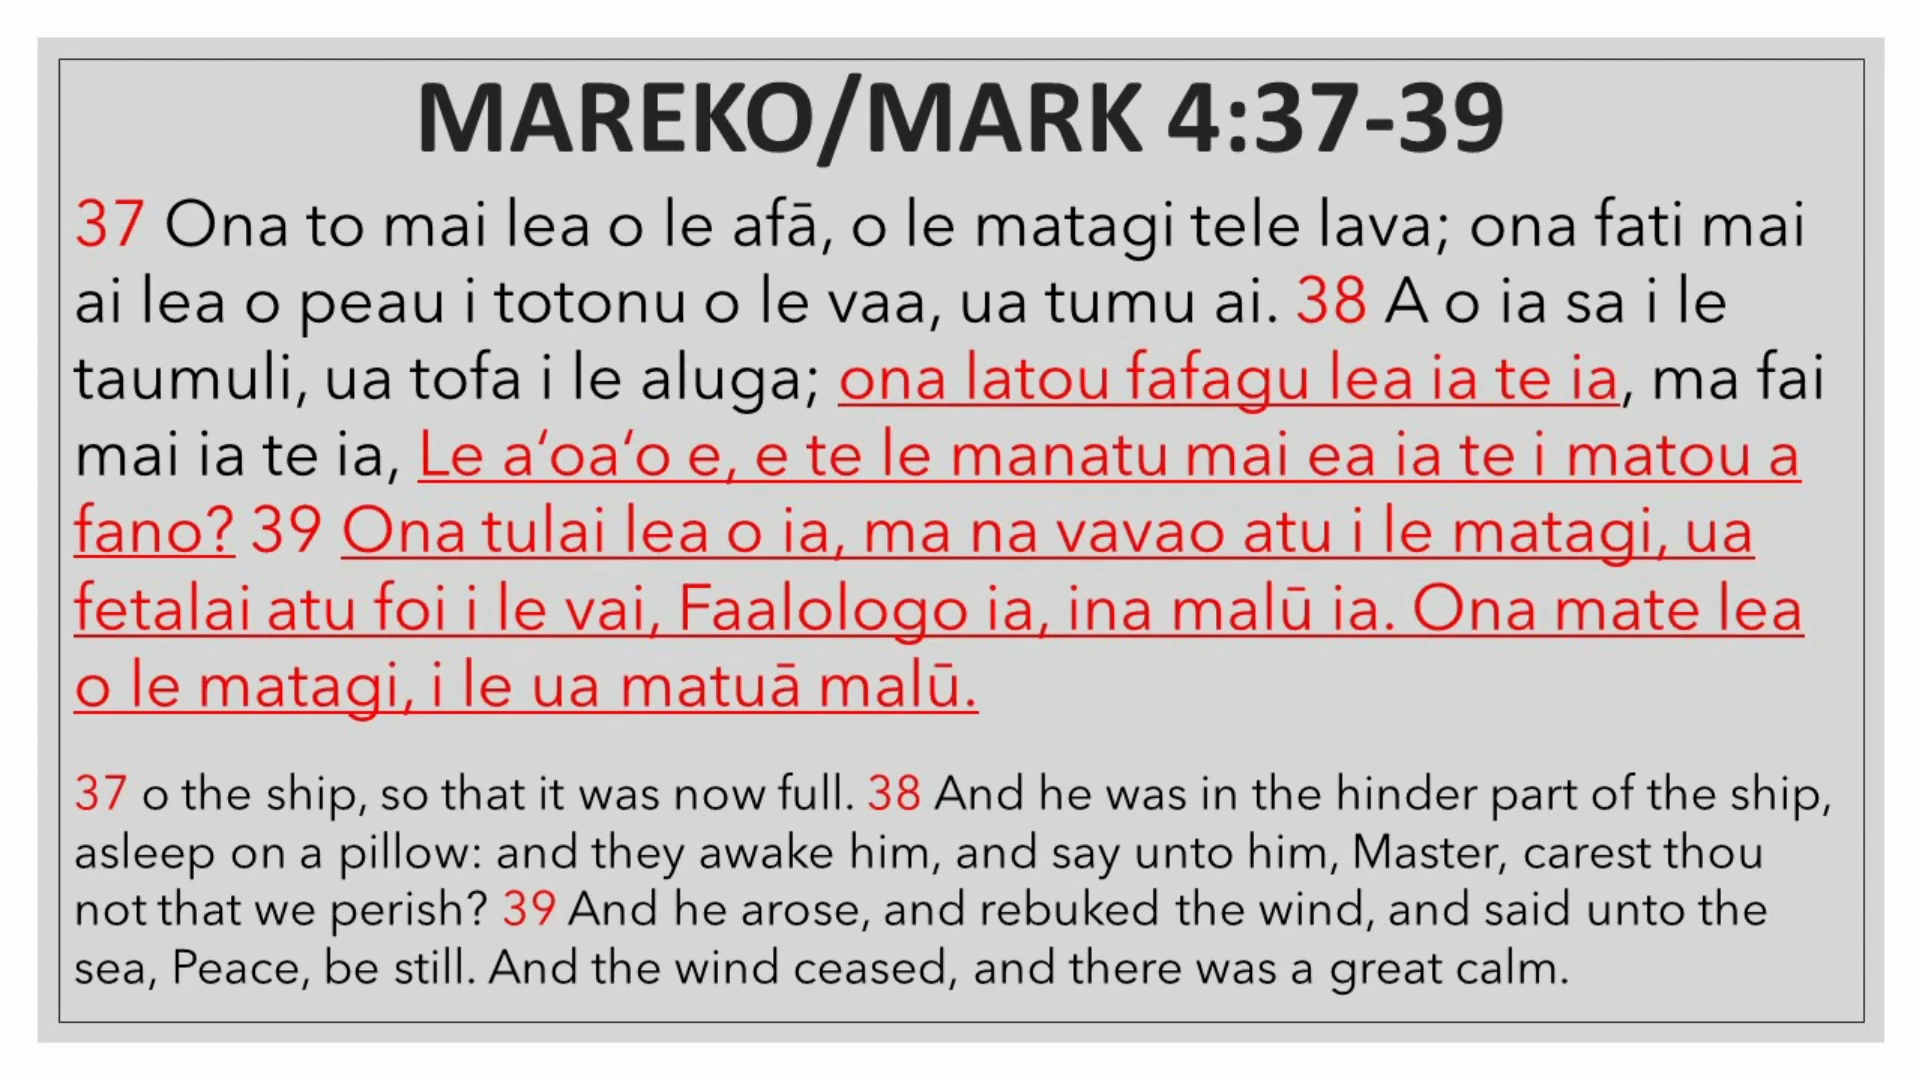 MAREKO/MARK 4:37-39
37 Ona to mai lea o le afā, o le matagi tele lava; ona fati mai
ai lea o peau i totonu o le vaa, ua tumu ai. 38 A o ia sa i le
taumuli, ua tofa i le aluga; ona latou fafagu lea ia te ia, ma fai
mai ia te ia, Le a‘oa‘o e, e te le manatu mai ea ia te i matou a
fano? 39 Ona tulai lea o ia, ma na vavao atu i le matagi, ua
fetalai atu foi i le vai, Faalologo ia, ina malū ia. Ona mate lea
o le matagi, i le ua matuā malū.
37 o the ship, so that it was now full. 38 And he was in the hinder part of the ship,
asleep on a pillow: and they awake him, and say unto him, Master, carest thou
not that we perish? 39 And he arose, and rebuked the wind, and said unto the
sea, Peace, be still. And the wind ceased, and there was a great calm.